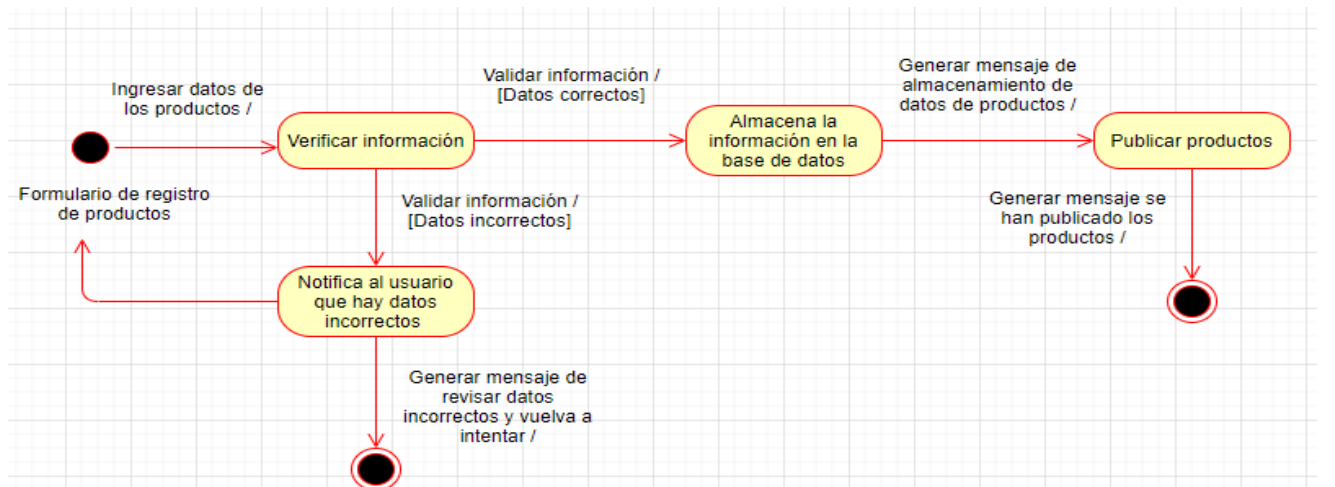 Ingresar datos de
los productos /
Validar información /
[Datos correctos]
Generar mensaje de
almacenamiento de
datos de productos /
Verificar información
Almacena la
información en la
base de datos
Publicar productos
Formulario de registro
de productos
Validar información /
[Datos incorrectos]
Generar mensaje se
han publicado los
productos /
Notifica al usuario
que hay datos
incorrectos
Generar mensaje de
revisar datos
incorrectos y vuelva a
intentar /